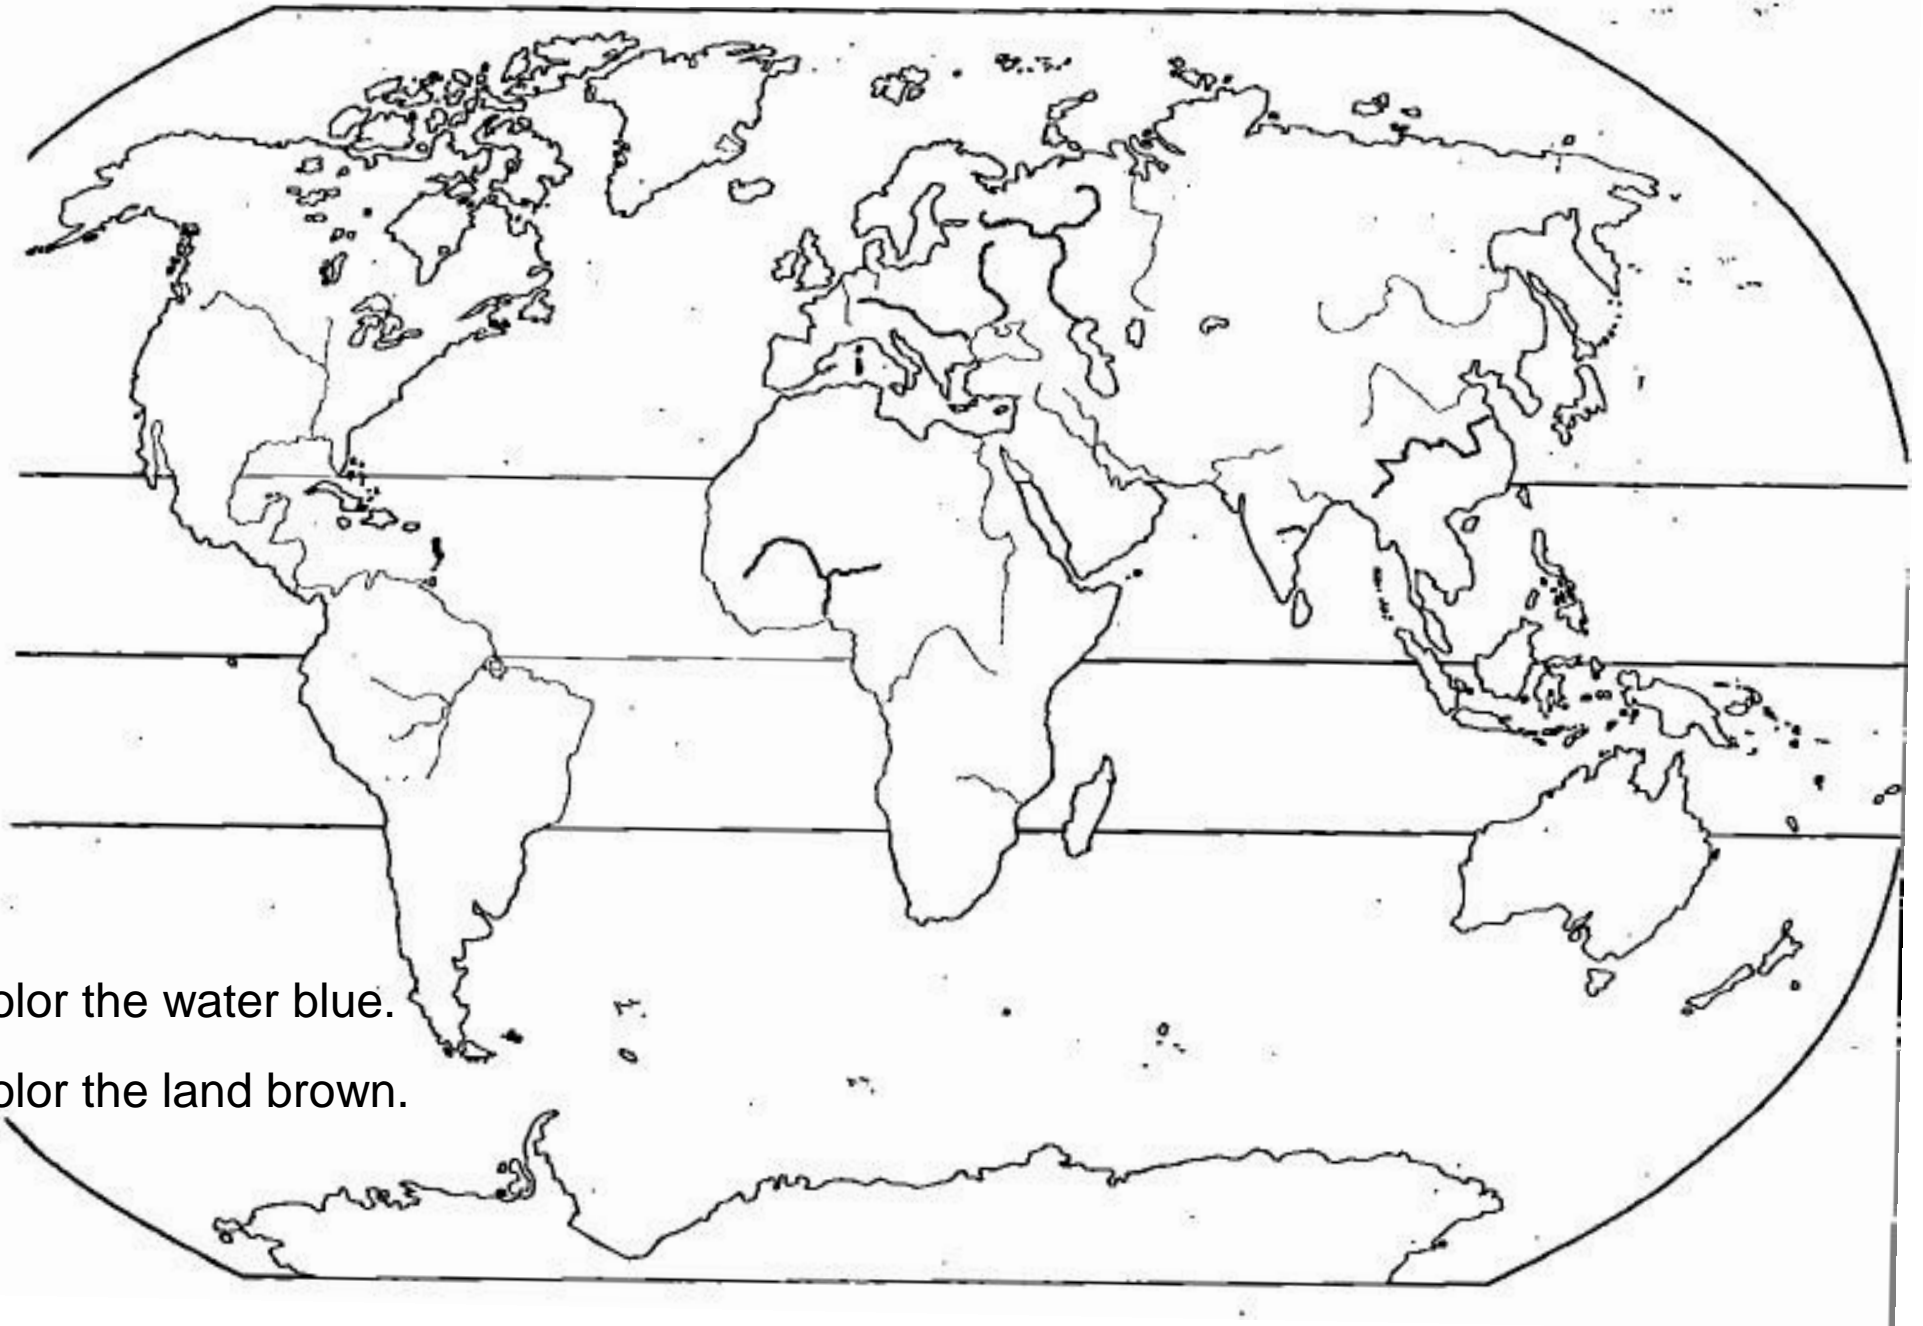 olor the water blue.
olor the land brown.